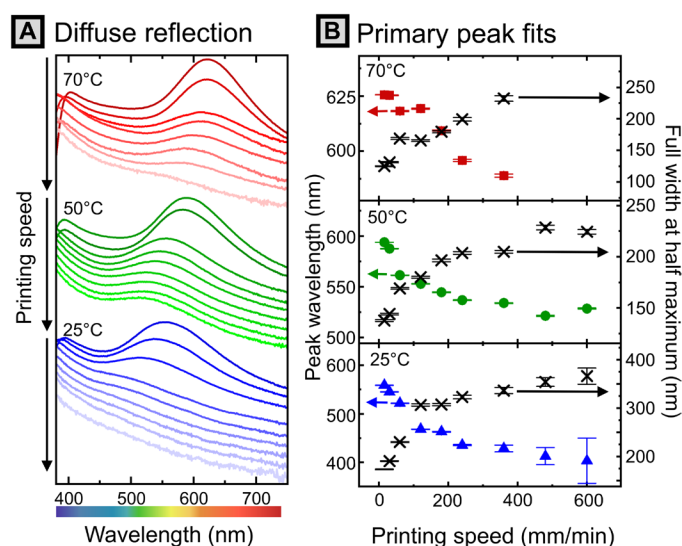 A Diffuse reflection
70°C
50°C
25°C
Printing speed
400 500 600 700
Wavelength (nm)
B Primary peak fits
70°C
625
600
250
200
150
100
50°C
600
550
500
250
200
150
25°C
600
500
400
400
300
200
0 200 400 600
Peak wavelength (nm)
Full width at half maximum (nm)
Printing speed (mm/min)